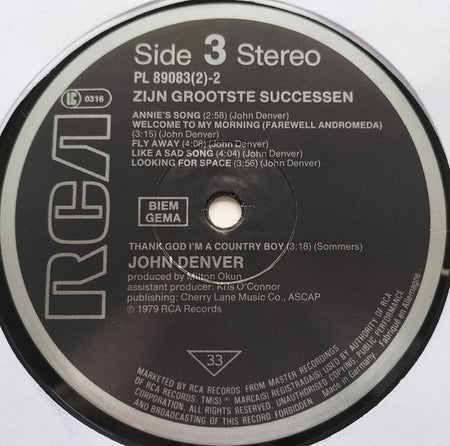 Side 3 Stereo
PL 89083(2)-2
LC 0316
ZIJN GROOTSTE SUCCESSEN
ANNIE'S SONG (2:58) (John Denver)
WELCOME TO MY MORNING (FAREWELL ANDROMEDA)
(3:15) (John Denver)
FLY AWAY (4:08) (John Denver)
LIKE A SAD SONG (4:04) (John Denver)
LOOKING FOR SPACE (3:56) (John Denver)
RCA
BIEM
GEMA
THANK GOD I'M A COUNTRY BOY (3:18) (Sommers)
JOHN DENVER
produced by Milton Okun
assistant producer: Kris O'Connor
publishing: Cherry Lane Music Co., ASCAP
℗ 1979 RCA Records
33
MARKETED BY RCA RECORDS FROM MASTER RECORDINGS
OF RCA RECORDS. TM(S) ® MARCA(S) REGISTRADA(S) USED BY AUTHORITY OF RCA
CORPORATION. ALL RIGHTS RESERVED. UNAUTHORISED COPYING, PUBLIC PERFORMANCE,
AND BROADCASTING OF THIS RECORD FORBIDDEN
Made in Germany. Fabriqué en Allemagne